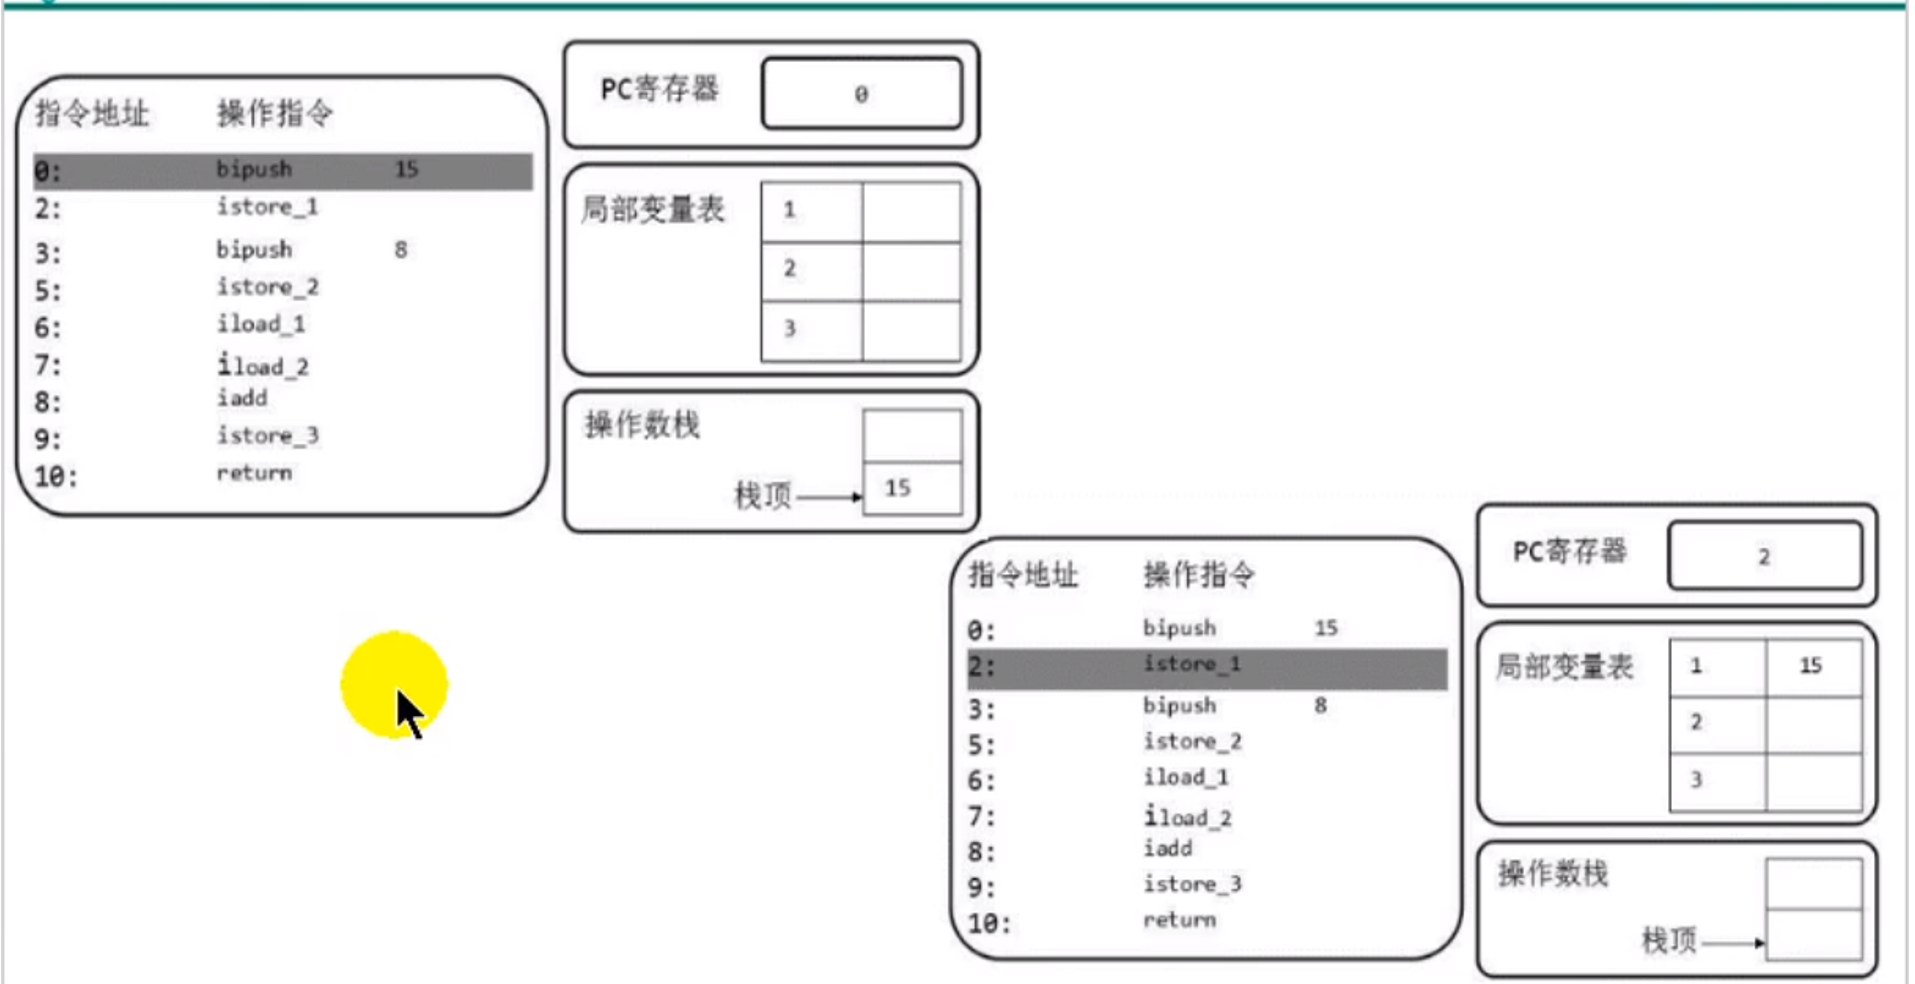 指令地址 操作指令
0: bipush 15
2: istore_1
3: bipush 8
5: istore_2
6: iload_1
7: iload_2
8: iadd
9: istore_3
10: return
PC寄存器 0
局部变量表 1
2
3
操作数栈
栈顶 15
指令地址 操作指令
0: bipush 15
2: istore_1
3: bipush 8
5: istore_2
6: iload_1
7: iload_2
8: iadd
9: istore_3
10: return
PC寄存器 2
局部变量表 1 15
2
3
操作数栈
栈顶